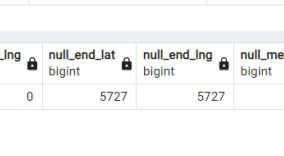 _lng null_end_lat null_end_lng null_me
bigint bigint bigint
0 5727 5727